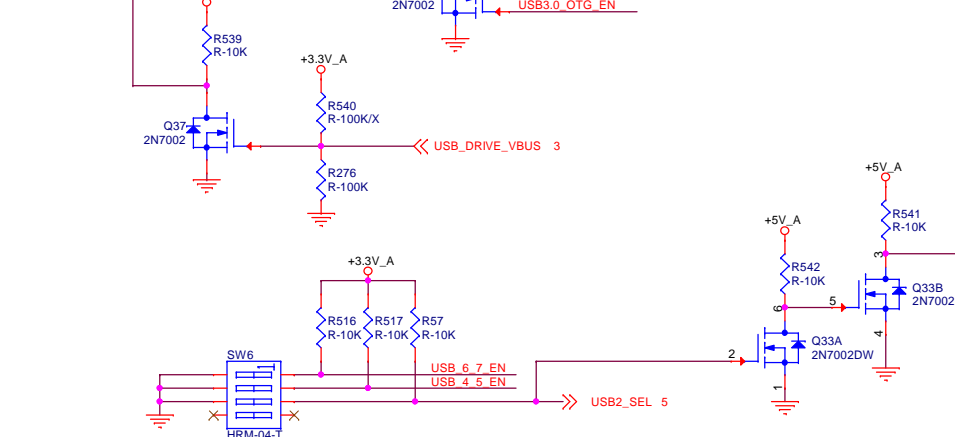 2N7002
USB3.0_OTG_EN
R539
R-10K
+3.3V_A
R540
R-100K/X
Q37
2N7002
USB_DRIVE_VBUS 3
R276
R-100K
+5V_A
R541
R-10K
+5V_A
3
R542
R-10K
Q33B
2N7002
6
5
4
+3.3V_A
R516
R-10K
R517
R-10K
R57
R-10K
Q33A
2N7002DW
2
1
SW6
USB_6_7_EN
USB_4_5_EN
USB2_SEL 5
HRM-04-T